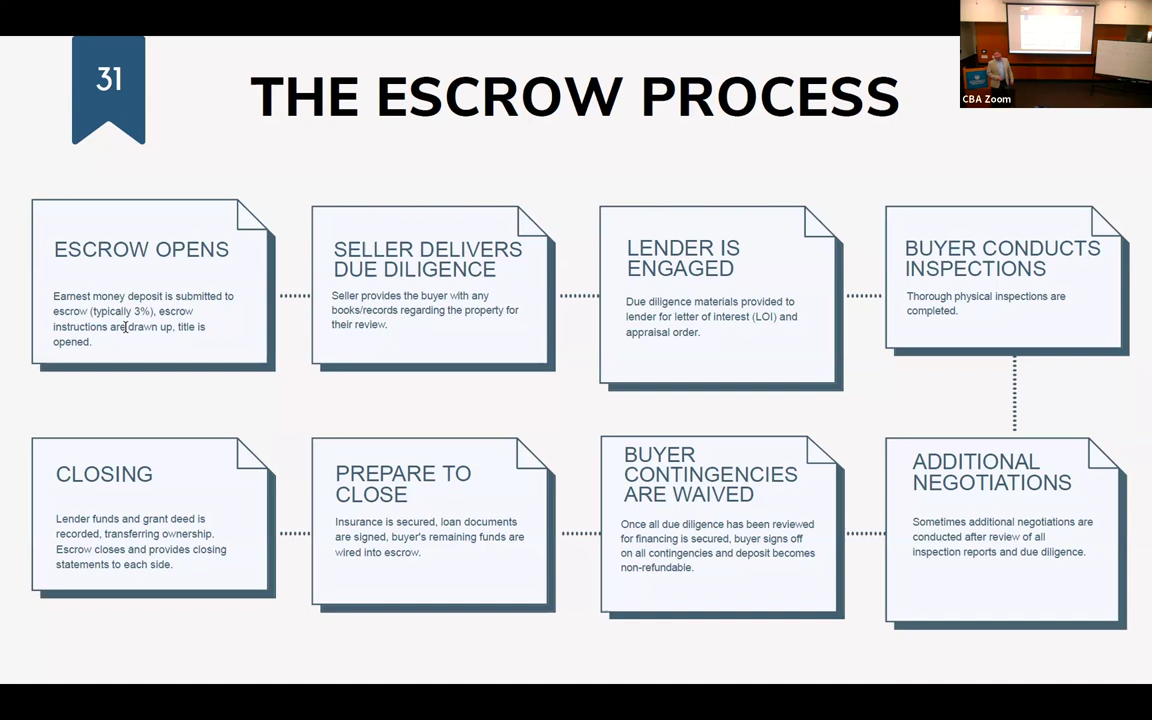 31
THE ESCROW PROCESS
CBA Zoom
ESCROW OPENS
Earnest money deposit is submitted to
escrow (typically 3%), escrow
instructions are drawn up, title is
opened.
SELLER DELIVERS
DUE DILIGENCE
Seller provides the buyer with any
books/records regarding the property for
their review.
LENDER IS
ENGAGED
Due diligence materials provided to
lender for letter of interest (LOI) and
appraisal order.
BUYER CONDUCTS
INSPECTIONS
Thorough physical inspections are
completed.
ADDITIONAL
NEGOTIATIONS
Sometimes additional negotiations are
conducted after review of all
inspection reports and due diligence.
BUYER
CONTINGENCIES
ARE WAIVED
Once all due diligence has been reviewed
for financing is secured, buyer signs off
on all contingencies and deposit becomes
non-refundable.
PREPARE TO
CLOSE
Insurance is secured, loan documents
are signed, buyer's remaining funds are
wired into escrow.
CLOSING
Lender funds and grant deed is
recorded, transferring ownership.
Escrow closes and provides closing
statements to each side.